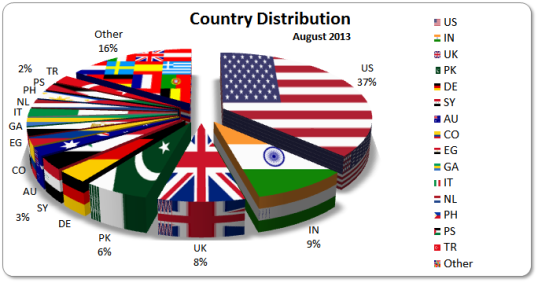 Country Distribution
August 2013
Other
16%
US
37%
2%
TR
PS
PH
NL
IT
GA
EG
CO
AU
3%
SY
DE
PK
6%
UK
8%
IN
9%
US
IN
UK
PK
DE
SY
AU
CO
EG
GA
IT
NL
PH
PS
TR
Other